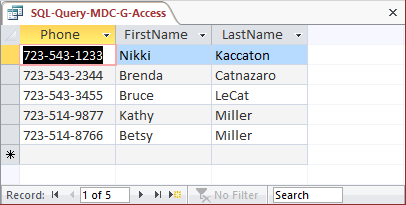 SQL-Query-MDC-G-Access
Phone FirstName LastName
723-543-1233 Nikki Kaccaton
723-543-2344 Brenda Catnazaro
723-543-3455 Bruce LeCat
723-514-9877 Kathy Miller
723-514-8766 Betsy Miller
Record: 1 of 5 No Filter Search